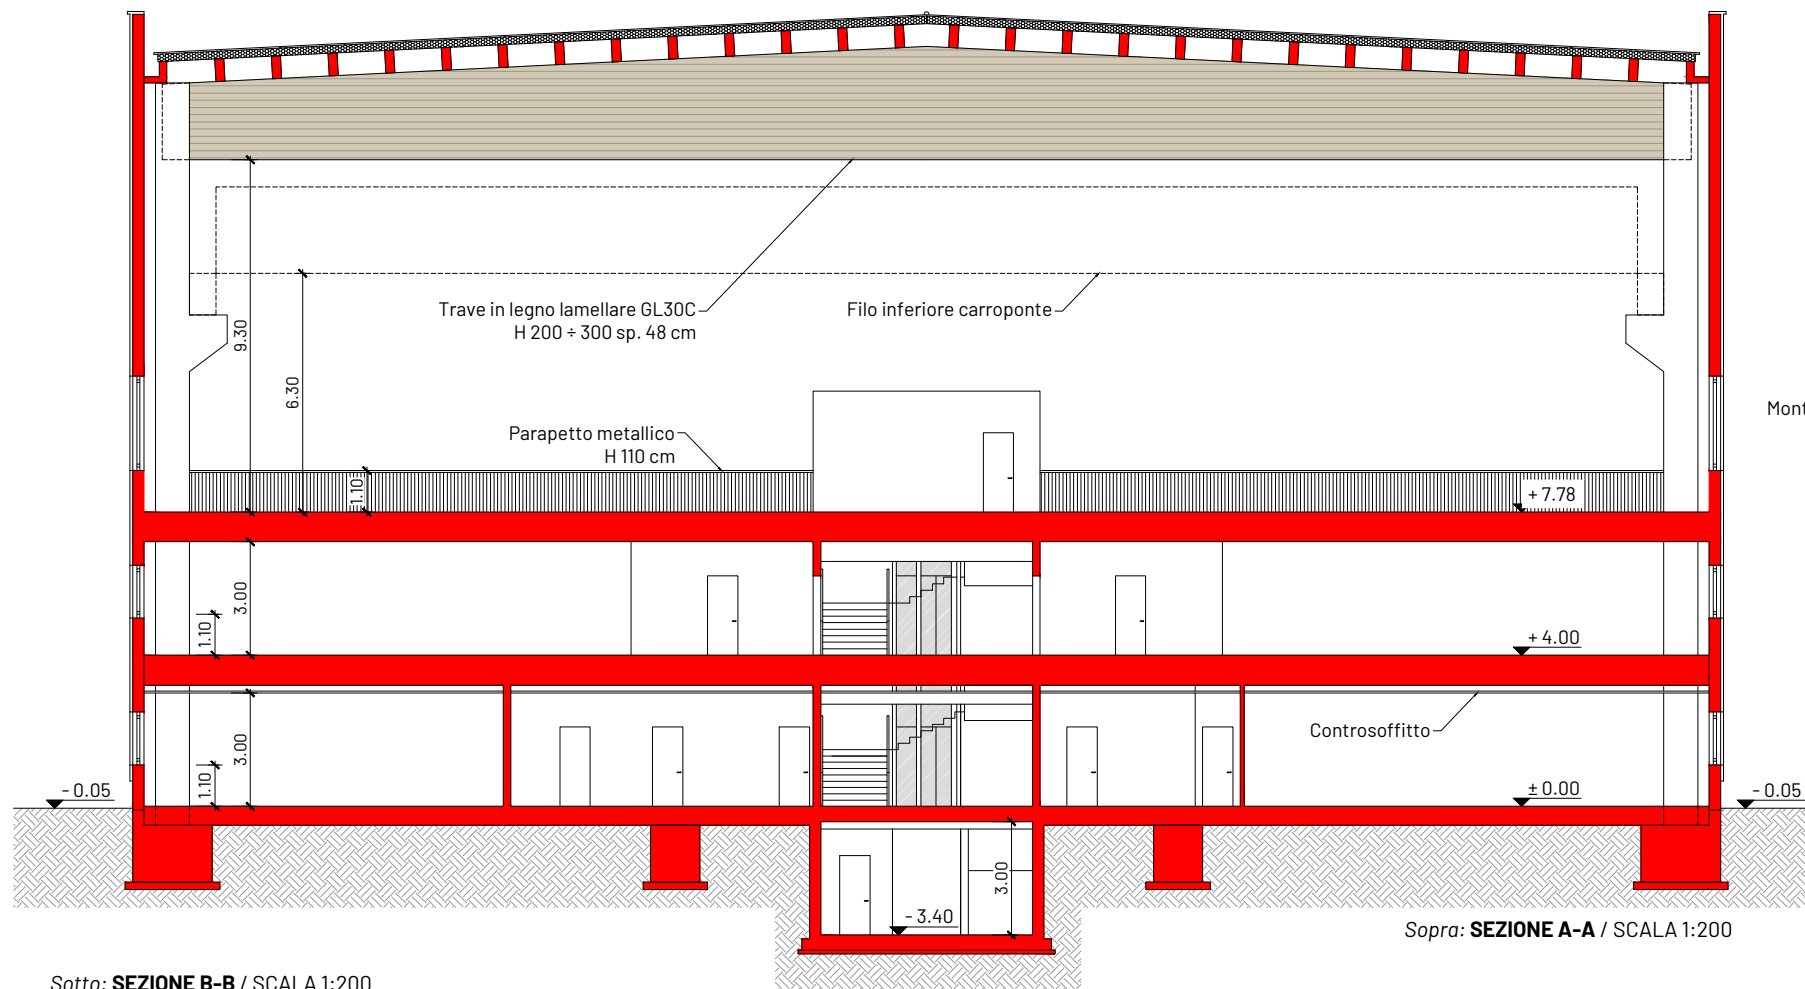 Trave in legno lamellare GL30C
H 200 ÷ 300 sp. 48 cm
Filo inferiore carroponte
9.30
6.30
Mont
Parapetto metallico
H 110 cm
1.10
+ 7.78
3.00
1.10
+ 4.00
Controsoffitto
3.00
1.10
- 0.05
± 0.00
- 0.05
3.00
- 3.40
Sopra: SEZIONE A-A / SCALA 1:200
Sotto: SEZIONE B-B / SCALA 1:200